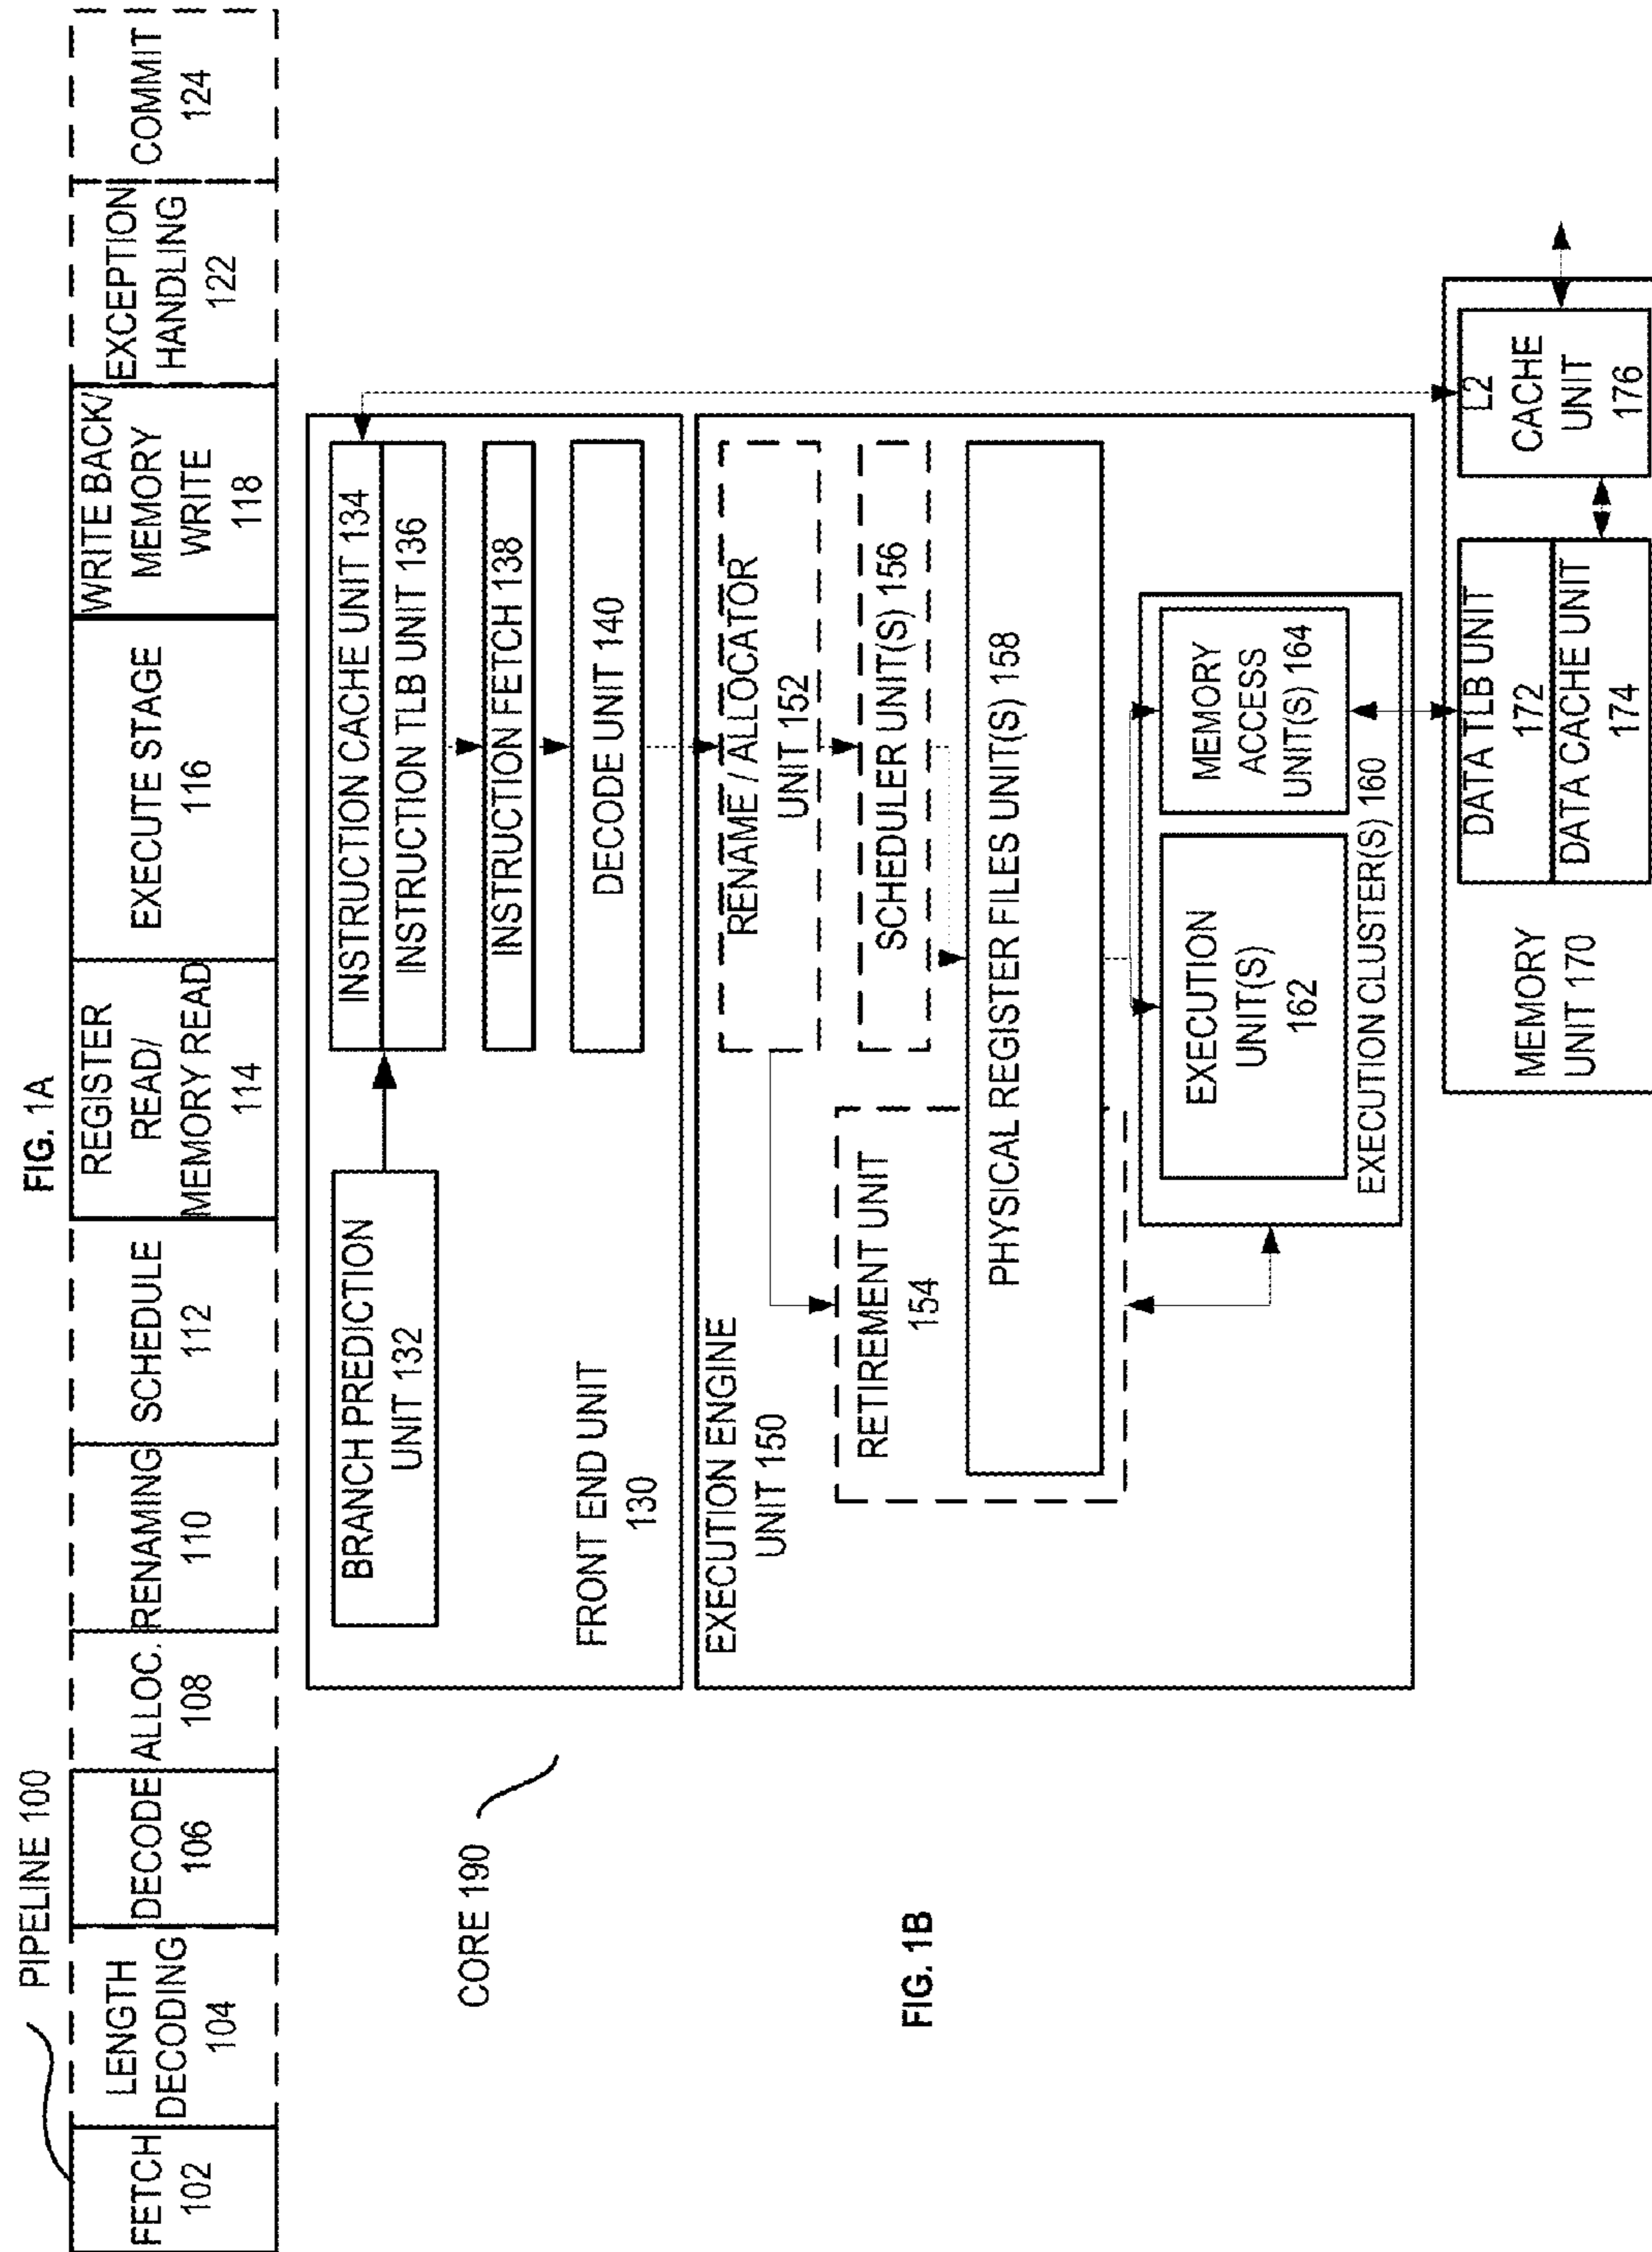 FIG. 1A
PIPELINE 100
FETCH
102
LENGTH
DECODING
104
DECODE
106
ALLOC.
108
RENAMING
110
SCHEDULE
112
REGISTER
READ/
MEMORY READ
114
EXECUTE STAGE
116
WRITE BACK/
MEMORY
WRITE
118
EXCEPTION
HANDLING
122
COMMIT
124
CORE 190
FIG. 1B
BRANCH PREDICTION
UNIT 132
INSTRUCTION CACHE UNIT 134
INSTRUCTION TLB UNIT 136
INSTRUCTION FETCH 138
DECODE UNIT 140
FRONT END UNIT
130
EXECUTION ENGINE
UNIT 150
RENAME / ALLOCATOR
UNIT 152
RETIREMENT UNIT
154
SCHEDULER UNIT(S) 156
PHYSICAL REGISTER FILES UNIT(S) 158
EXECUTION
UNIT(S)
162
MEMORY
ACCESS
UNIT(S) 164
EXECUTION CLUSTER(S) 160
MEMORY
UNIT 170
DATA TLB UNIT
172
DATA CACHE UNIT
174
L2
CACHE
UNIT
176